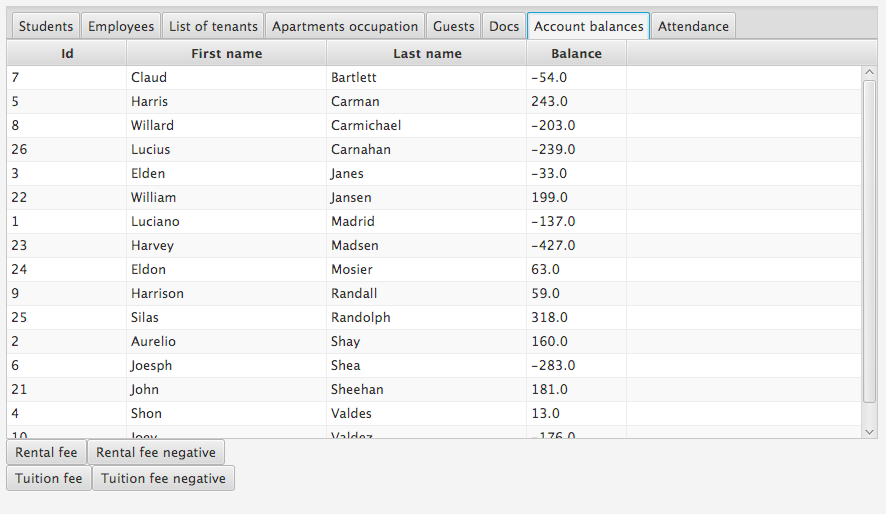 Students Employees List of tenants Apartments occupation Guests Docs Account balances Attendance
Id First name Last name Balance
7 Claud Bartlett -54.0
5 Harris Carman 243.0
8 Willard Carmichael -203.0
26 Lucius Carnahan -239.0
3 Elden Janes -33.0
22 William Jansen 199.0
1 Luciano Madrid -137.0
23 Harvey Madsen -427.0
24 Eldon Mosier 63.0
9 Harrison Randall 59.0
25 Silas Randolph 318.0
2 Aurelio Shay 160.0
6 Joesph Shea -283.0
21 John Sheehan 181.0
4 Shon Valdes 13.0
10 Joey Valdez -176.0
Rental fee Rental fee negative
Tuition fee Tuition fee negative